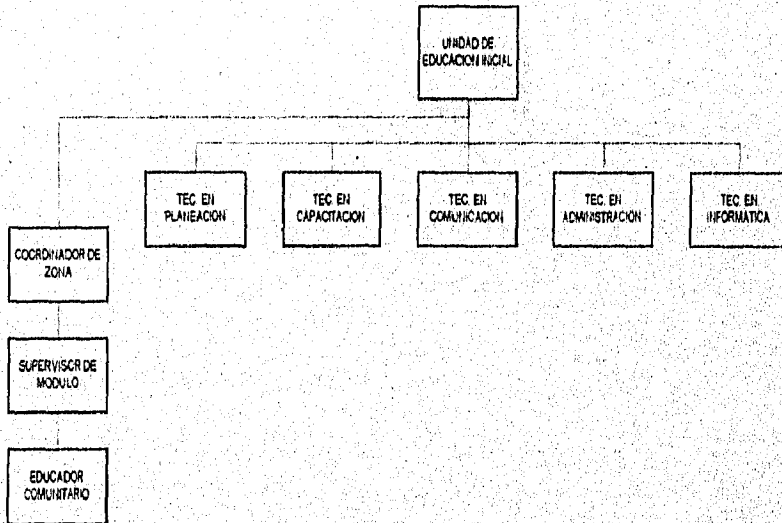 UNIDAD DE
EDUCACION INICIAL
TEC. EN
PLANEACION
TEC. EN
CAPACITACION
TEC. EN
COMUNICACION
TEC. EN
ADMINISTRACIÓN
TEC. EN
INFORMATICA
COORDINADOR DE
ZONA
SUPERVISOR DE
MODULO
EDUCADOR
COMUNITARIO